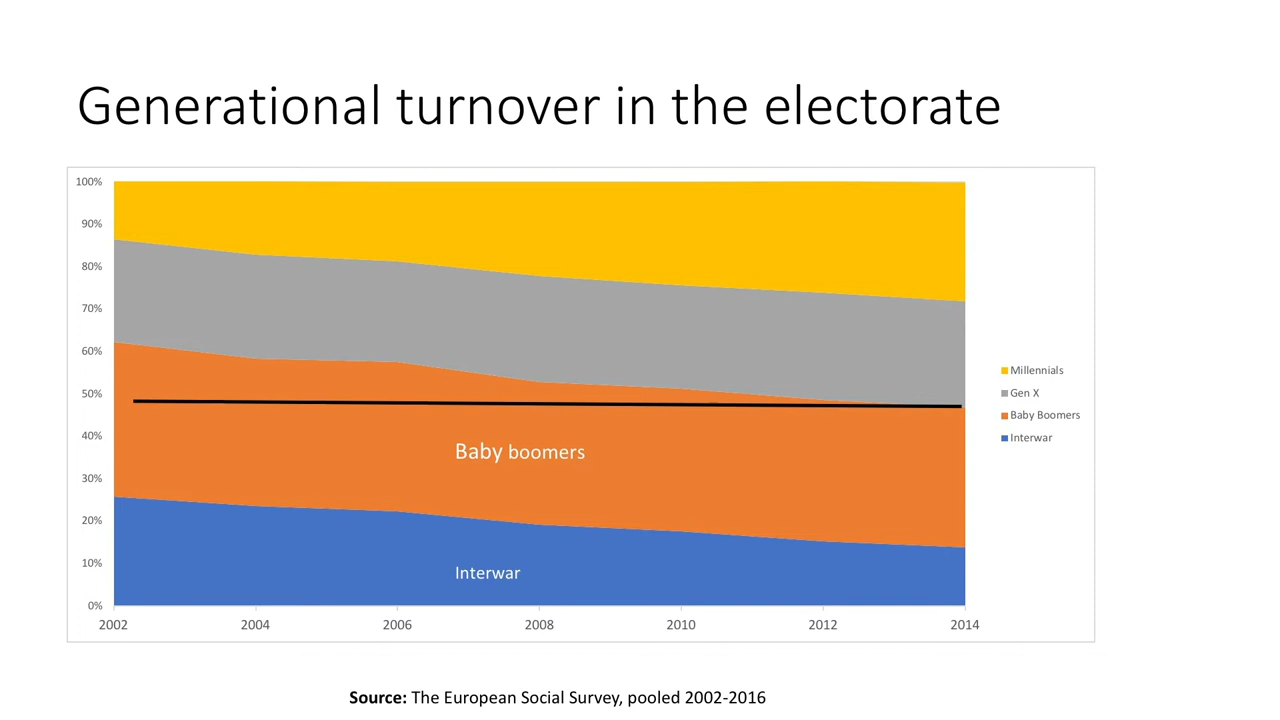 Generational turnover in the electorate
100%
90%
80%
70%
60%
50%
40%
30%
20%
10%
0%
Baby boomers
Interwar
2002 2004 2006 2008 2010 2012 2014
Millennials
Gen X
Baby Boomers
Interwar
Source: The European Social Survey, pooled 2002-2016